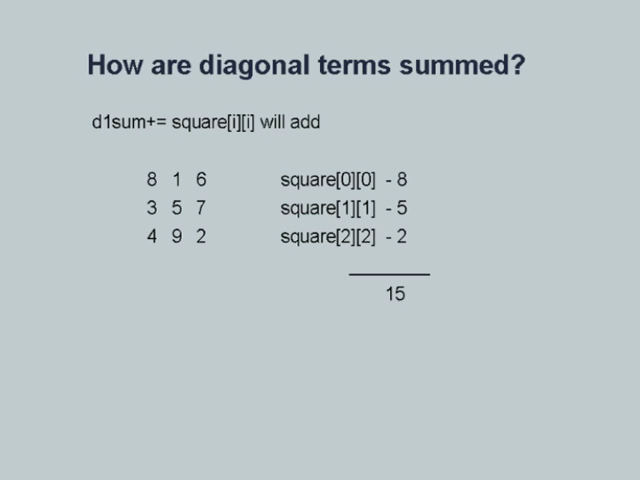 How are diagonal terms summed?
d1sum+= square[i][i] will add
8 1 6 square[0][0] - 8
3 5 7 square[1][1] - 5
4 9 2 square[2][2] - 2
15